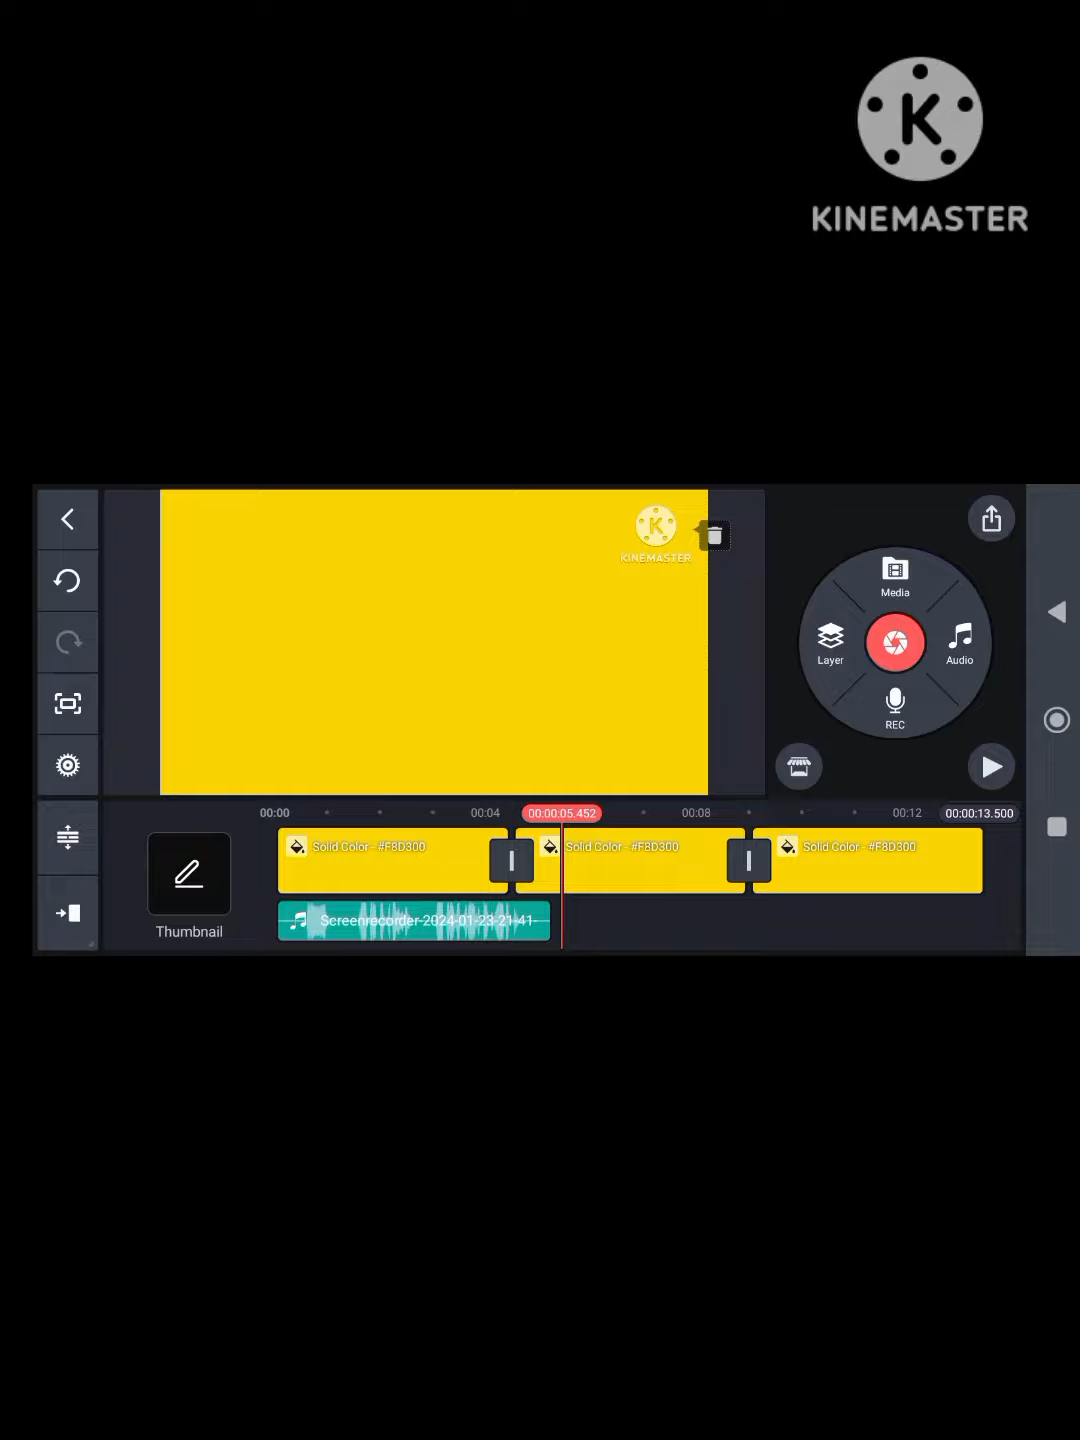 K
KINEMASTER
K
KINEMASTER
Media
Layer
Audio
REC
00:00
00:04
00:00:05.452
00:08
00:12
00:00:13.500
Solid Color - #F8D300
Solid Color - #F8D300
Solid Color - #F8D300
Screenrecorder-2024-01-23-21-41-
Thumbnail